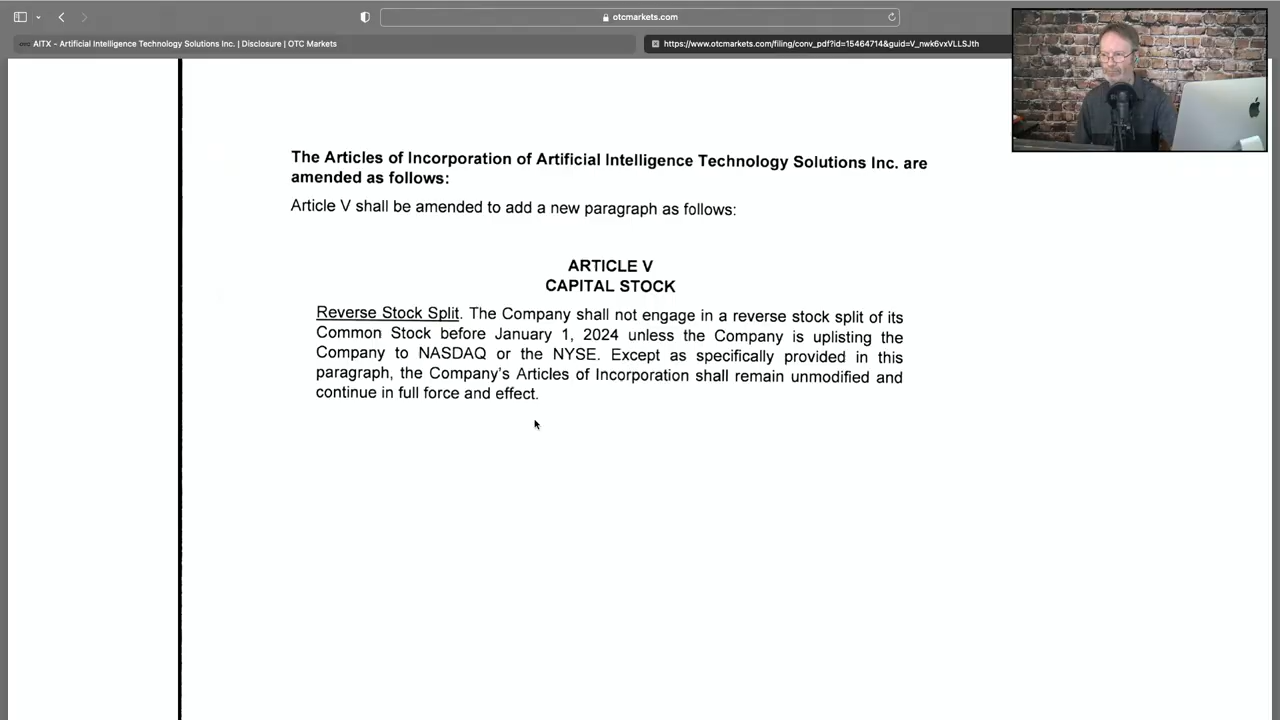 otcmarkets.com
AITX - Artificial Intelligence Technology Solutions Inc. | Disclosure | OTC Markets
https://www.otcmarkets.com/filing/conv_pdf?id=15464714&guid=V_nwk6vxVLLSJth
The Articles of Incorporation of Artificial Intelligence Technology Solutions Inc. are
amended as follows:
Article V shall be amended to add a new paragraph as follows:
ARTICLE V
CAPITAL STOCK
Reverse Stock Split. The Company shall not engage in a reverse stock split of its
Common Stock before January 1, 2024 unless the Company is uplisting the
Company to NASDAQ or the NYSE. Except as specifically provided in this
paragraph, the Company's Articles of Incorporation shall remain unmodified and
continue in full force and effect.